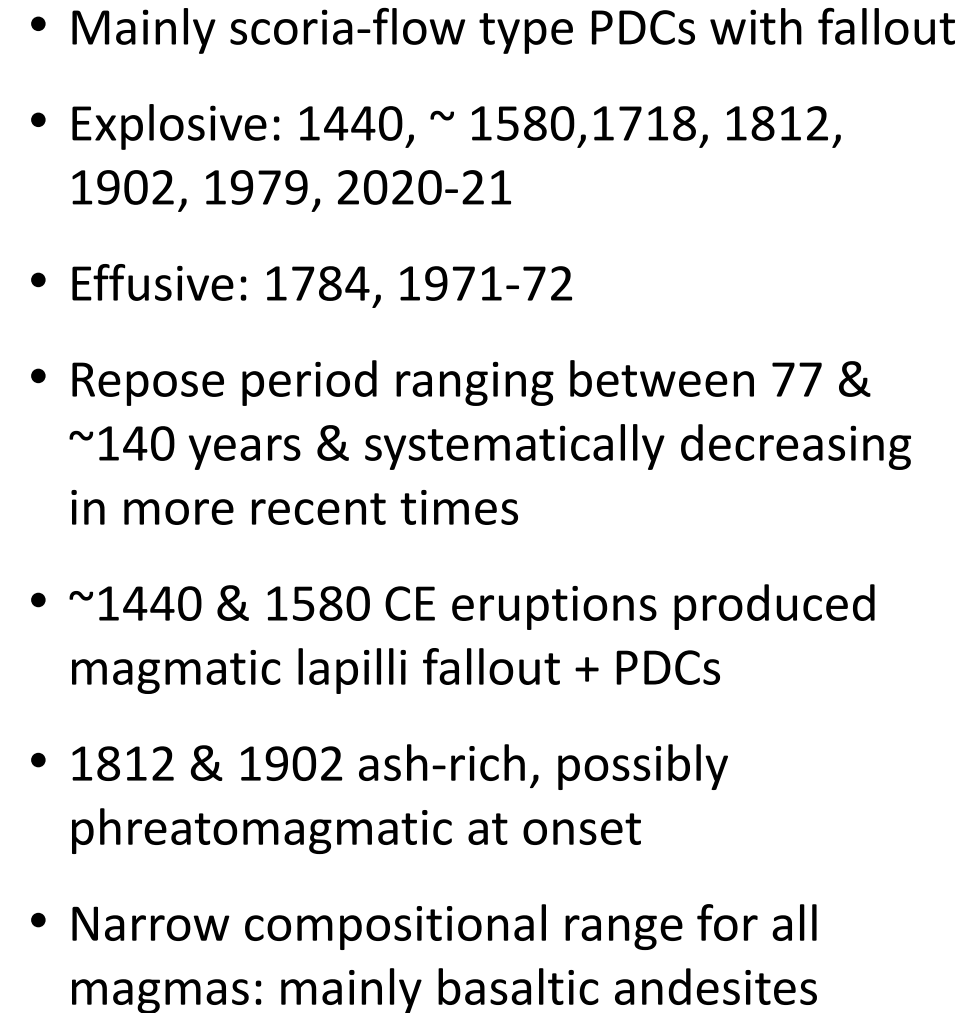 • Mainly scoria-flow type PDCs with fallout
• Explosive: 1440, ~ 1580,1718, 1812,
1902, 1979, 2020-21
• Effusive: 1784, 1971-72
• Repose period ranging between 77 &
~140 years & systematically decreasing
in more recent times
• ~1440 & 1580 CE eruptions produced
magmatic lapilli fallout + PDCs
• 1812 & 1902 ash-rich, possibly
phreatomagmatic at onset
• Narrow compositional range for all
magmas: mainly basaltic andesites